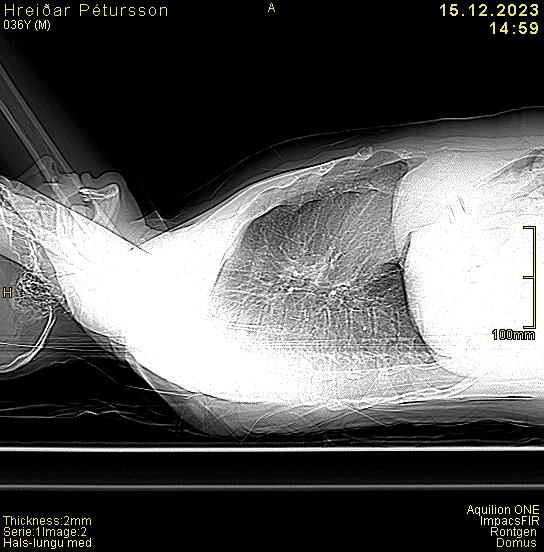 Hreiðar Pétursson
036Y (M)
A
15.12.2023
14:59
H
100mm
Thickness:2mm
Serie:1Image:2
Hals-lungu med
Aquilion ONE
ImpacsFIR
Rontgen
Domus